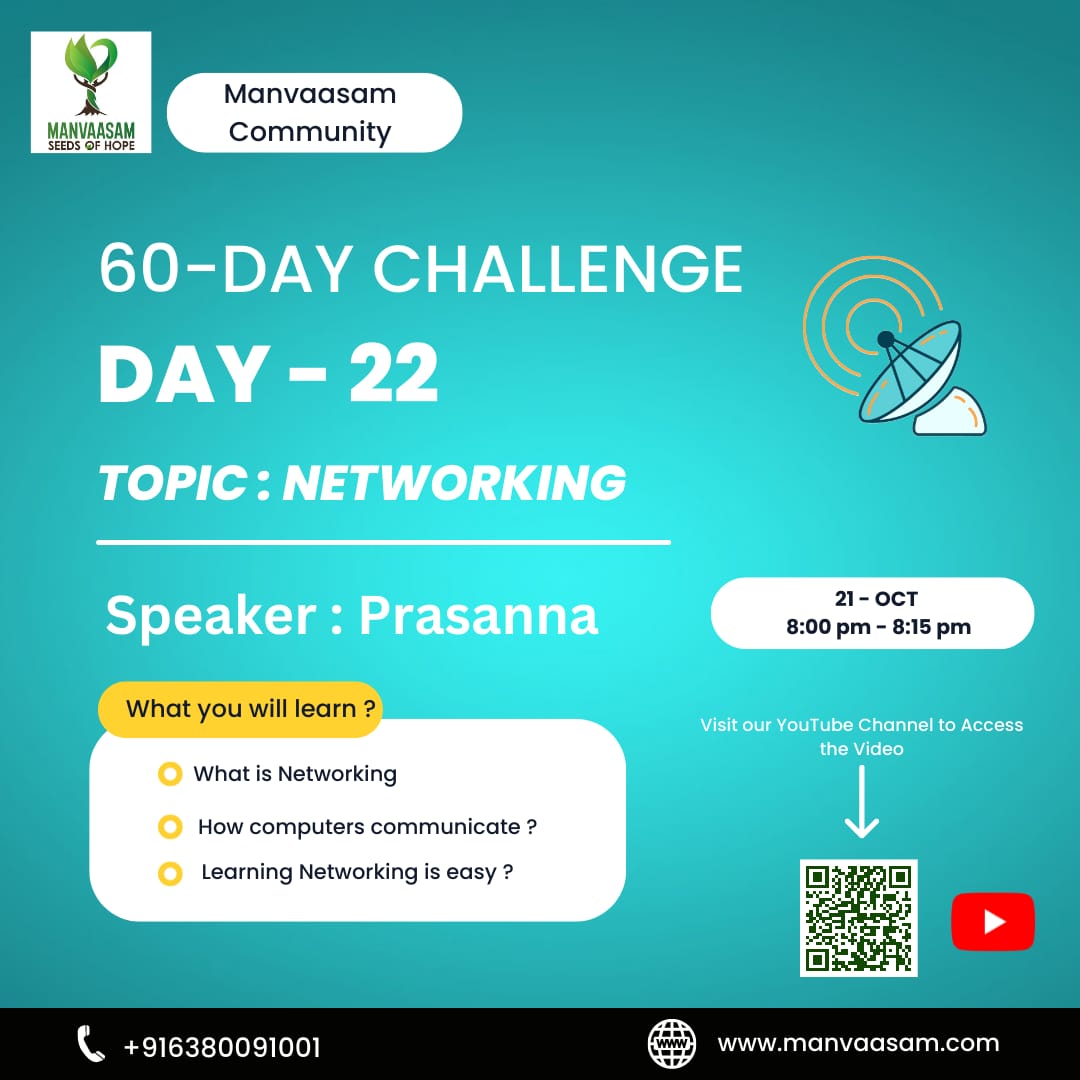 MANVAASAM
SEEDS OF HOPE
Manvaasam
Community
60-DAY CHALLENGE
DAY - 22
TOPIC : NETWORKING
Speaker : Prasanna
21 - OCT
8:00 pm - 8:15 pm
What you will learn ?
What is Networking
How computers communicate ?
Learning Networking is easy ?
Visit our YouTube Channel to Access
the Video
+916380091001
WWW
www.manvaasam.com